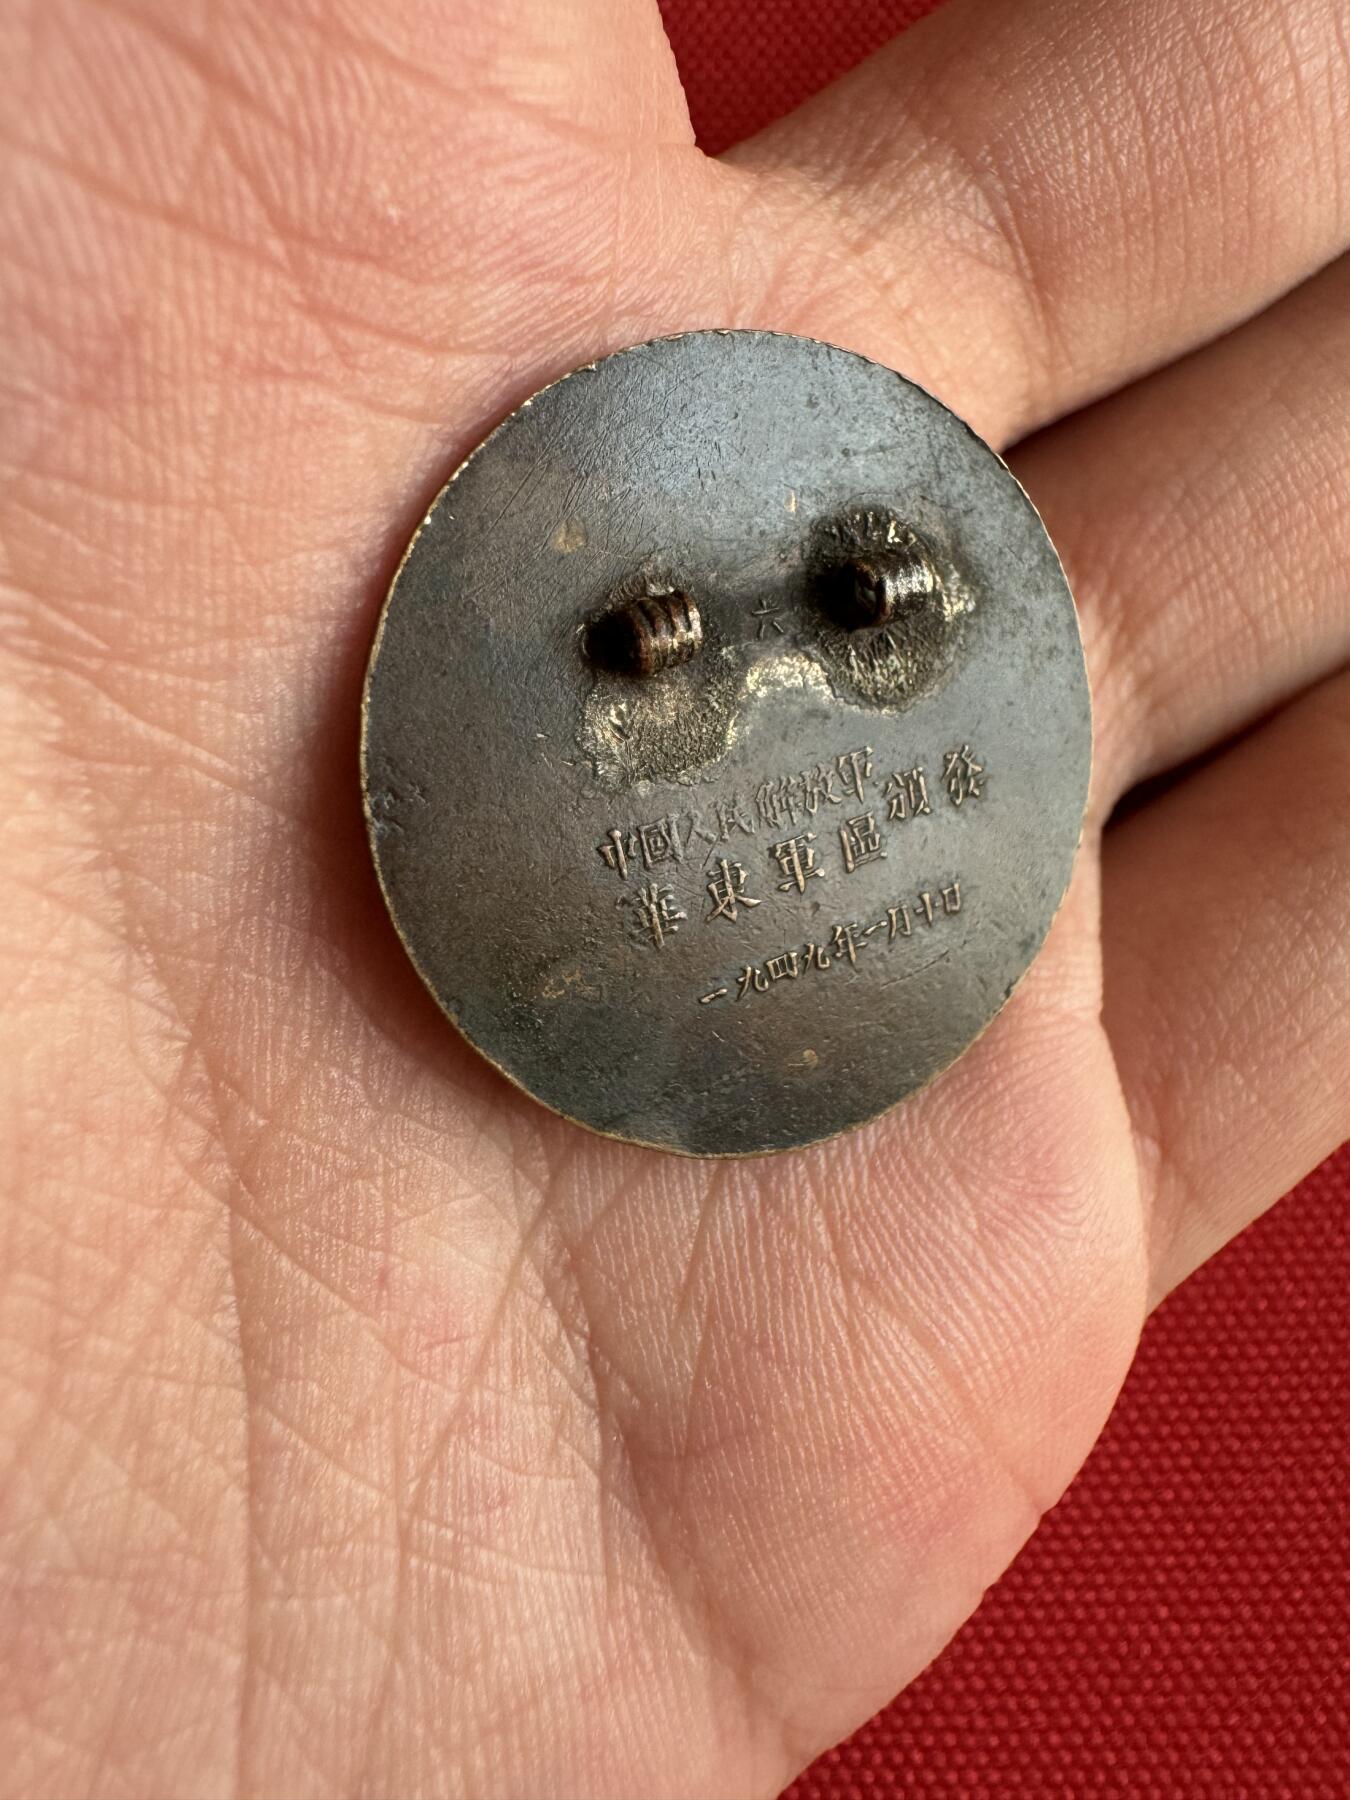 六
中國人民解放軍
華東軍區頒發
一九四九年一月十日